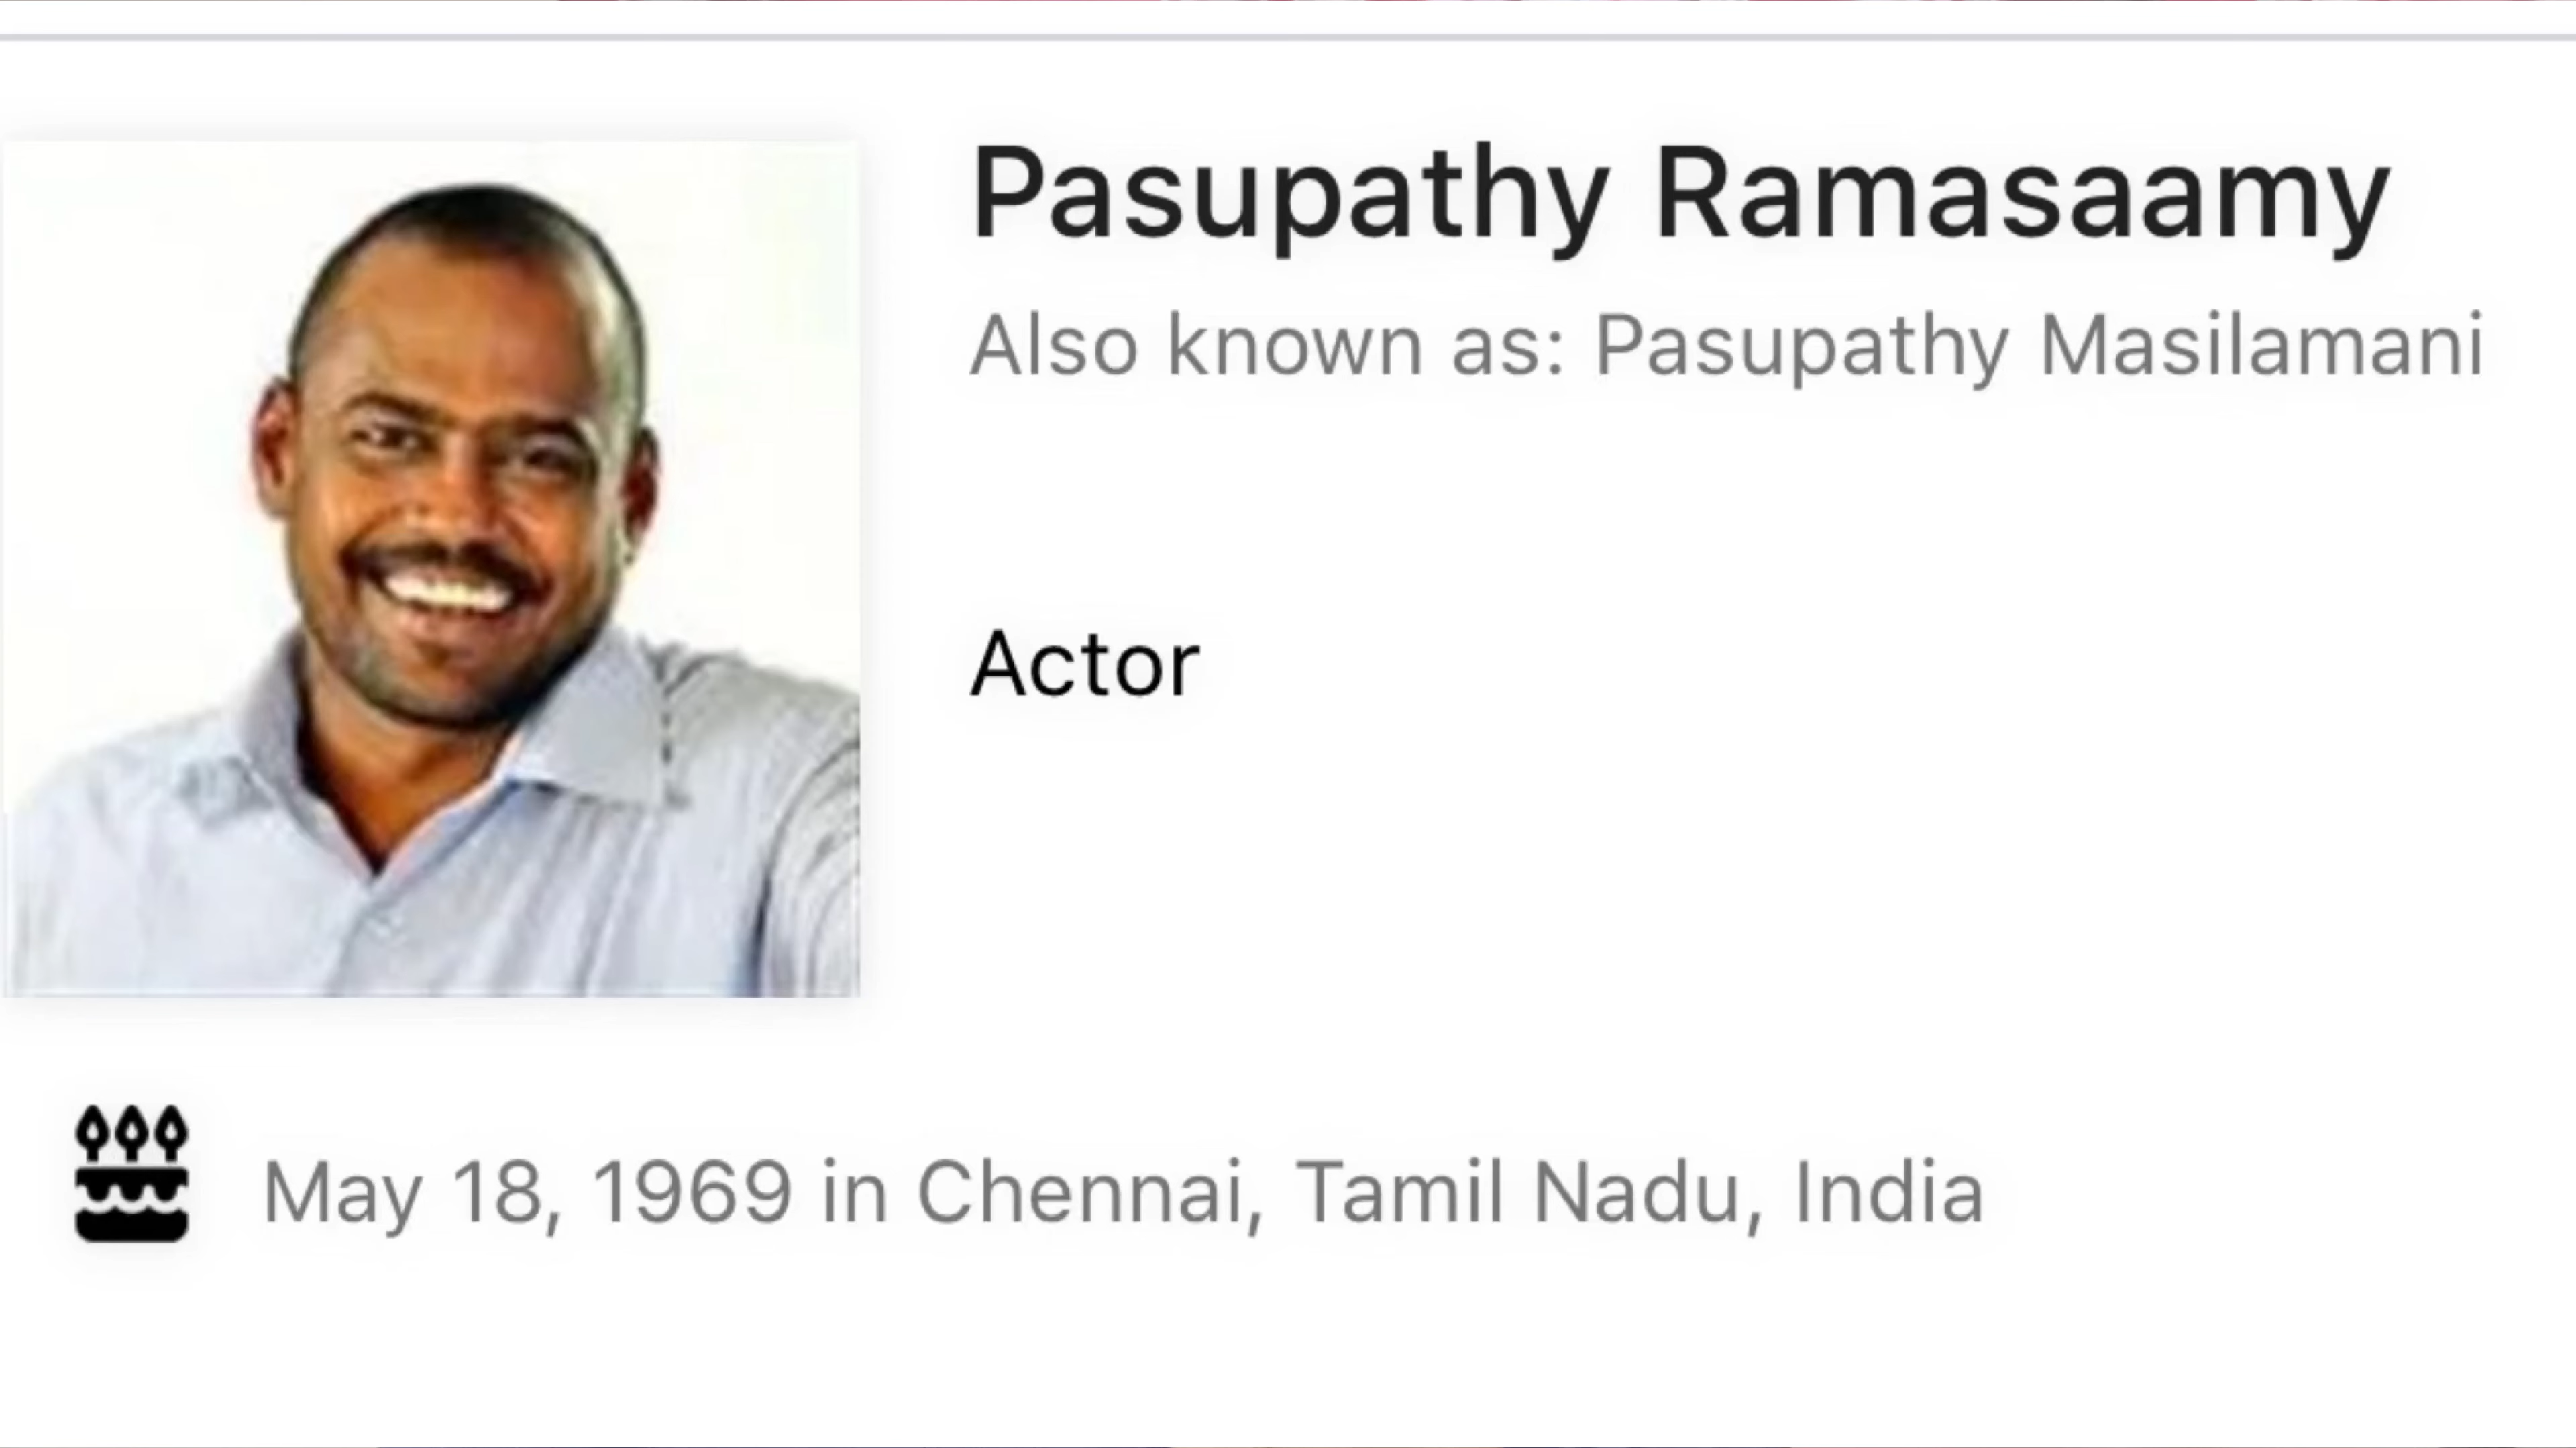 Pasupathy Ramasaamy
Also known as: Pasupathy Masilamani
Actor
May 18, 1969 in Chennai, Tamil Nadu, India